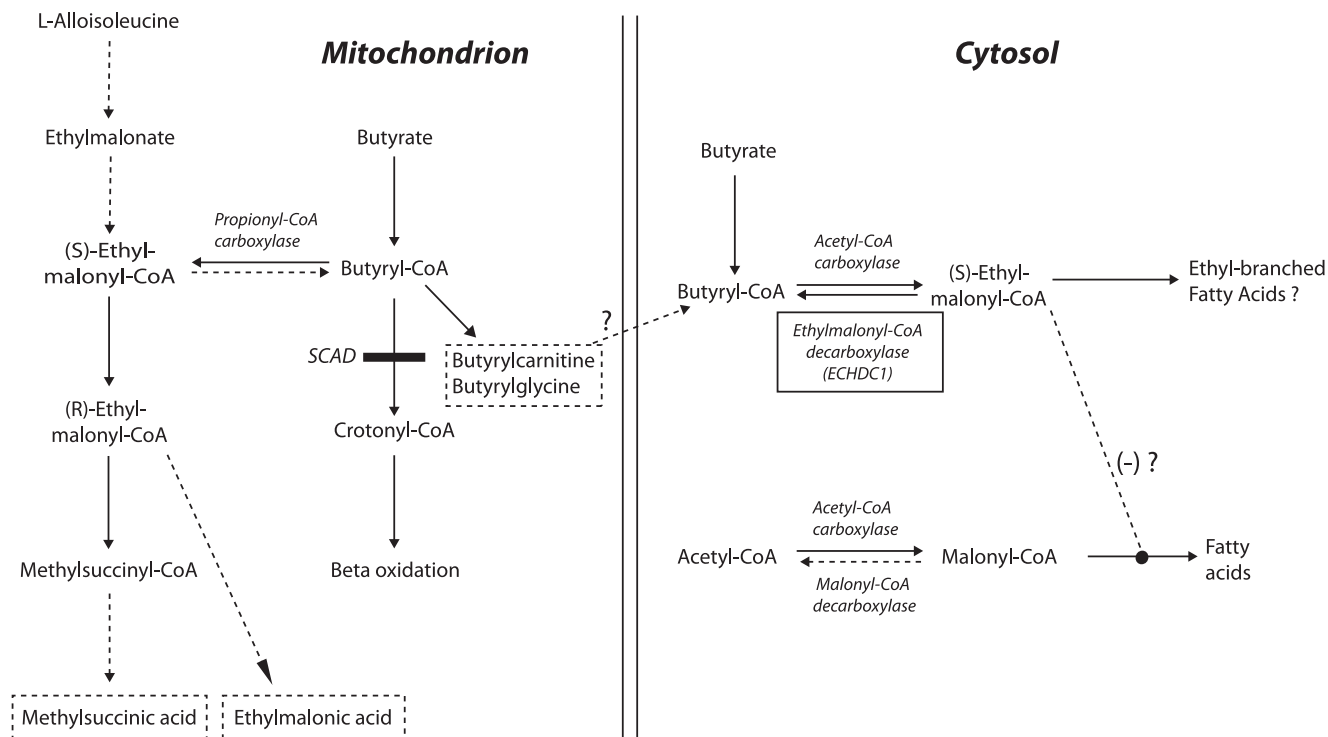 L-Alloisoleucine
Mitochondrion
Cytosol
Ethylmalonate
Butyrate
Propionyl-CoA
carboxylase
(S)-Ethyl-
malonyl-CoA
Butyryl-CoA
SCAD
Butyrylcarnitine
Butyrylglycine
?
(R)-Ethyl-
malonyl-CoA
Crotonyl-CoA
Methylsuccinyl-CoA
Beta oxidation
Methylsuccinic acid
Ethylmalonic acid
Butyrate
Acetyl-CoA
carboxylase
Butyryl-CoA
(S)-Ethyl-
malonyl-CoA
Ethyl-branched
Fatty Acids ?
Ethylmalonyl-CoA
decarboxylase
(ECHDC1)
(-) ?
Acetyl-CoA
carboxylase
Acetyl-CoA
Malonyl-CoA
Fatty
acids
Malonyl-CoA
decarboxylase